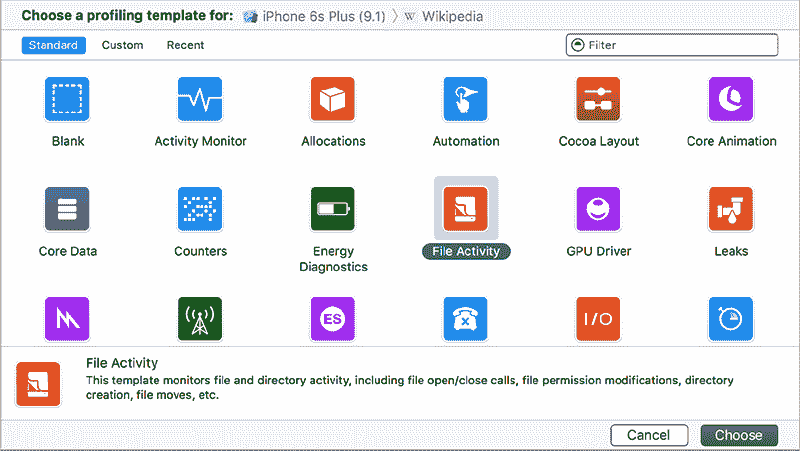 Choose a profiling template for: iPhone 6s Plus (9.1) 〉 W Wikipedia
Standard Custom Recent Filter
Blank Activity Monitor Allocations Automation Cocoa Layout Core Animation
Core Data Counters Energy Diagnostics File Activity GPU Driver Leaks
ES I/O
File Activity
This template monitors file and directory activity, including file open/close calls, file permission modifications, directory
creation, file moves, etc.
Cancel Choose